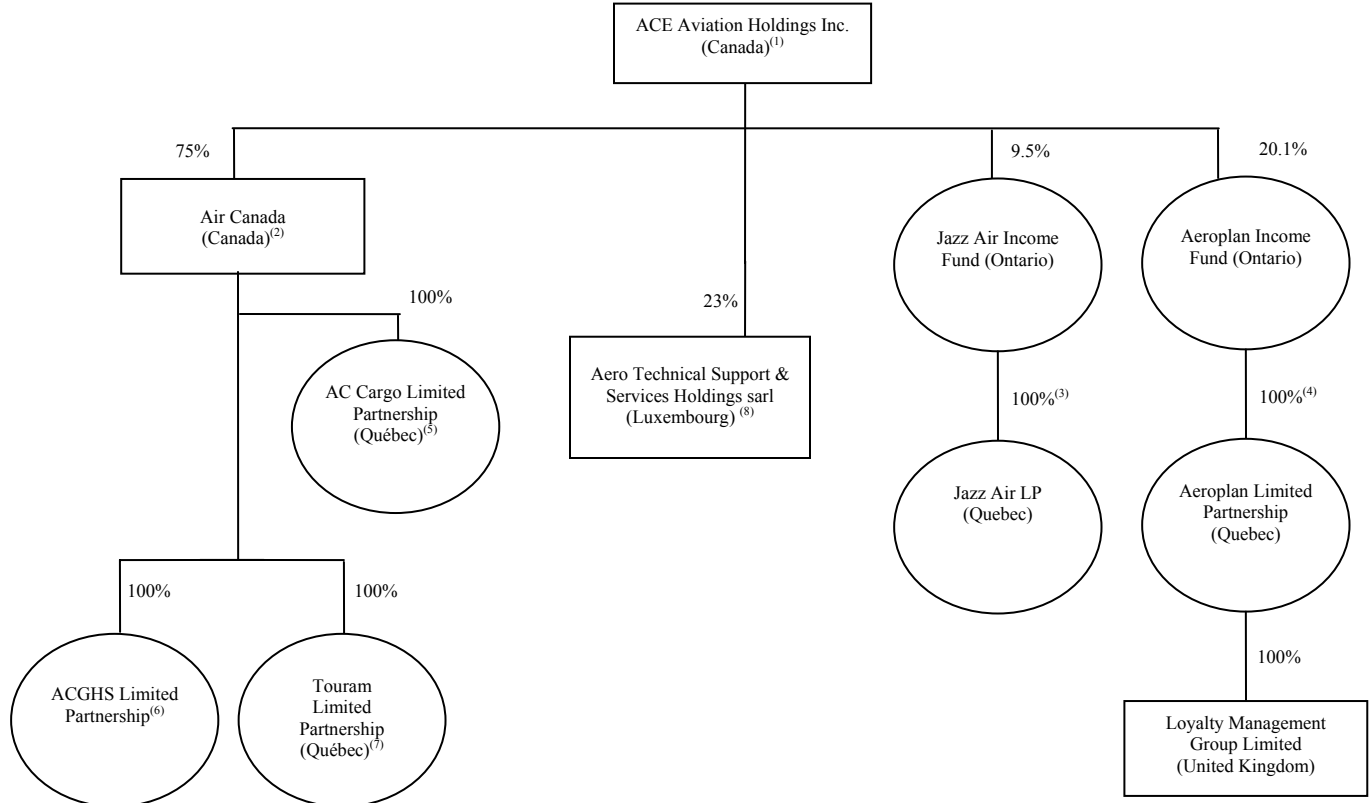 ACE Aviation Holdings Inc.
(Canada)(1)
75%
9.5%
20.1%
Air Canada
(Canada)(2)
Jazz Air Income
Fund (Ontario)
Aeroplan Income
Fund (Ontario)
100%
23%
AC Cargo Limited
Partnership
(Québec)(5)
Aero Technical Support &
Services Holdings sarl
(Luxembourg) (8)
100%(3)
100%(4)
Jazz Air LP
(Quebec)
Aeroplan Limited
Partnership
(Quebec)
100%
100%
100%
ACGHS Limited
Partnership(6)
Touram
Limited
Partnership
(Québec)(7)
Loyalty Management
Group Limited
(United Kingdom)